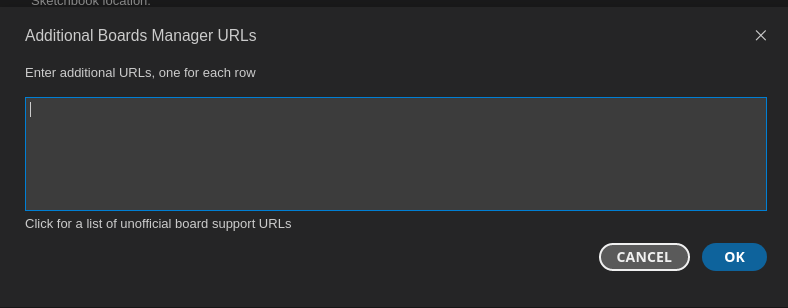 Sketchbook location:
Additional Boards Manager URLs
Enter additional URLs, one for each row
Click for a list of unofficial board support URLs
CANCEL OK